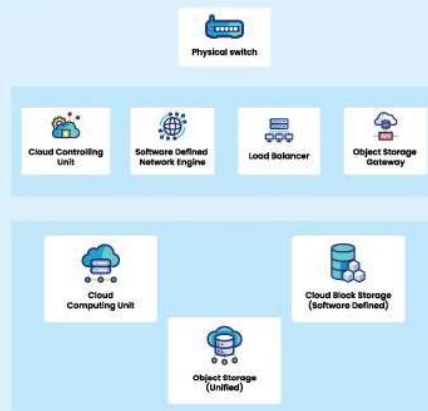 Physical switch
Cloud Controlling
Unit
Software Defined
Network Engine
Load Balancer
Object Storage
Gateway
Cloud
Computing Unit
Cloud Block Storage
(Software Defined)
Object Storage
(Unified)